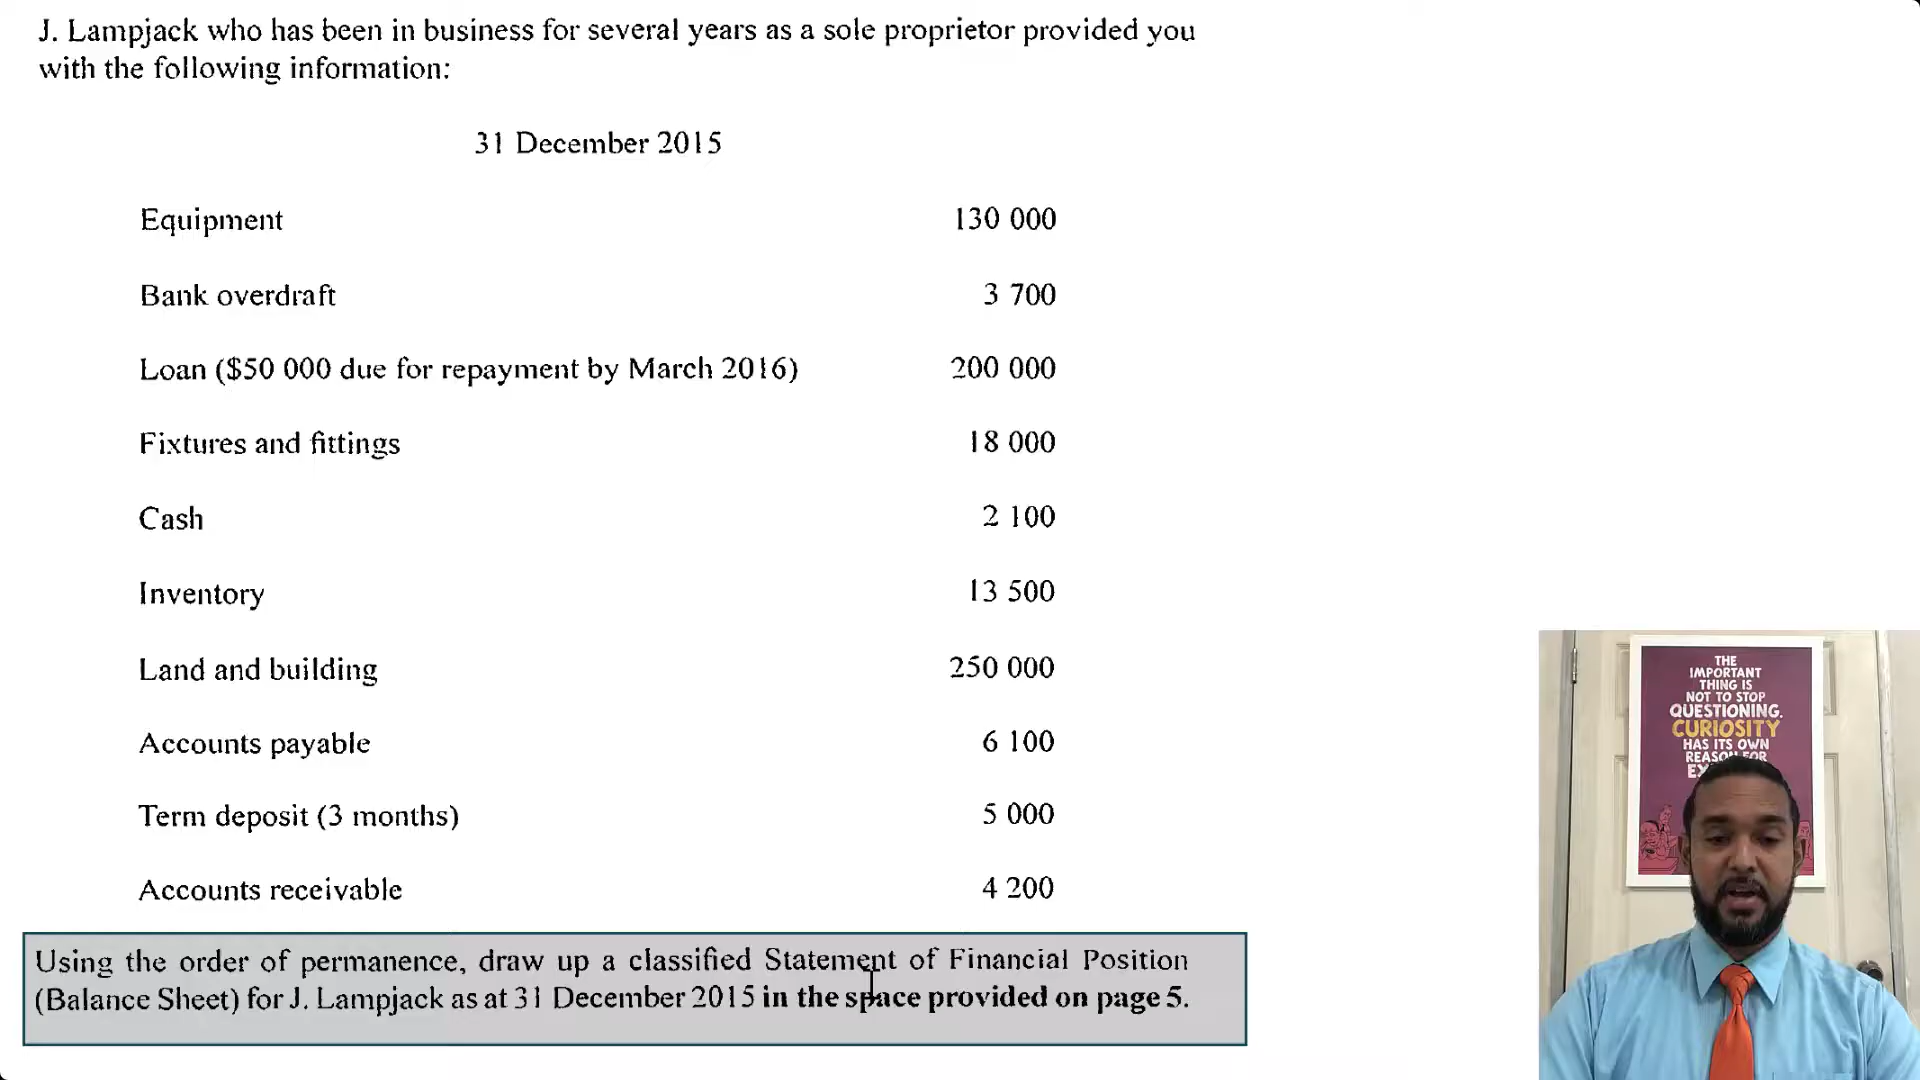 J. Lampjack who has been in business for several years as a sole proprietor provided you
with the following information:
31 December 2015
Equipment 130 000
Bank overdraft 3 700
Loan ($50 000 due for repayment by March 2016) 200 000
Fixtures and fittings 18 000
Cash 2 100
Inventory 13 500
Land and building 250 000
Accounts payable 6 100
Term deposit (3 months) 5 000
Accounts receivable 4 200
Using the order of permanence, draw up a classified Statement of Financial Position
(Balance Sheet) for J. Lampjack as at 31 December 2015 in the space provided on page 5.
THE
IMPORTANT
THING IS
NOT TO STOP
QUESTIONING.
CURIOSITY
HAS ITS OWN
REASON FOR